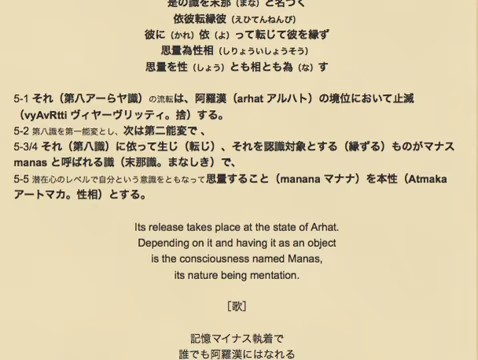 是の識を末那（まな）と名づく
依彼転縁彼（えひてんねんぴ）
彼に（かれ）依（よ）って転じて彼を縁ず
思量為性相（しりょういしょうそう）
思量を性（しょう）とも相とも為（な）す
5-1 それ（第八アーらヤ識）の流転は、阿羅漢（arhat アルハト）の境位において止滅
（vyAvRtti ヴィヤーヴリッティ。捨）する。
5-2 第八識を第一能変とし、次は第二能変で 、
5-3/4 それ（第八識）に依って生じ（転じ）、それを認識対象とする（縁ずる）ものがマナス
manas と呼ばれる識（末那識。まなしき）で、
5-5 潜在心のレベルで自分という意識をともなって思量すること（manana マナナ）を本性（Atmaka
アートマカ。性相）とする。
Its release takes place at the state of Arhat.
Depending on it and having it as an object
is the consciousness named Manas,
its nature being mentation.
［歌］
記憶マイナス執着で
誰でも阿羅漢にはなれる